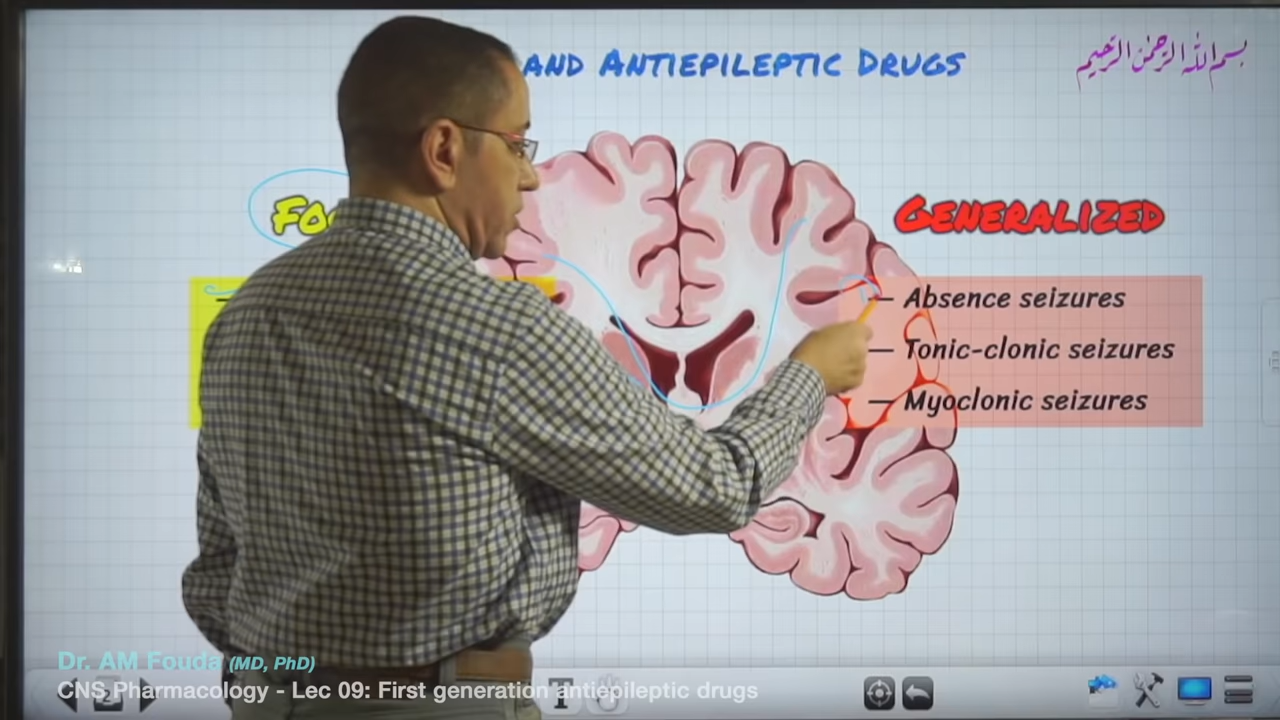 AND ANTIEPILEPTIC DRUGS
بسم الله الرحمن الرحيم
GENERALIZED
— Absence seizures
— Tonic-clonic seizures
— Myoclonic seizures
Dr. AM Fouda (MD, PhD)
CNS Pharmacology - Lec 09: First generation antiepileptic drugs